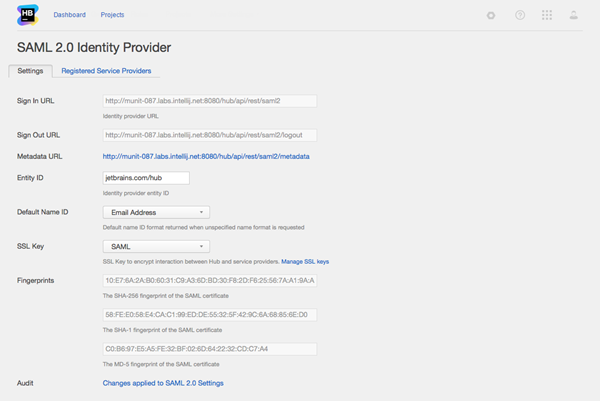 HB
Dashboard Projects
SAML 2.0 Identity Provider
Settings Registered Service Providers
Sign In URL http://munit-087.labs.intellij.net:8080/hub/api/rest/saml2
Identity provider URL
Sign Out URL http://munit-087.labs.intellij.net:8080/hub/api/rest/saml2/logout
Metadata URL http://munit-087.labs.intellij.net:8080/hub/api/rest/saml2/metadata
Entity ID jetbrains.com/hub
Identity provider entity ID
Default Name ID Email Address
Default name ID format returned when unspecified name format is requested
SSL Key SAML
SSL Key to encrypt interaction between Hub and service providers. Manage SSL keys
Fingerprints 10:E7:6A:2A:B0:60:31:C9:A3:6D:BD:30:F8:2D:F6:25:56:7A:A1:9A:A
The SHA-256 fingerprint of the SAML certificate
58:FE:E0:58:E4:CA:C1:99:ED:DE:55:32:5F:42:9C:6A:68:85:6E:D0
The SHA-1 fingerprint of the SAML certificate
C0:B6:97:E5:A5:FE:32:BF:02:6D:64:22:32:CD:C7:A4
The MD-5 fingerprint of the SAML certificate
Audit Changes applied to SAML 2.0 Settings